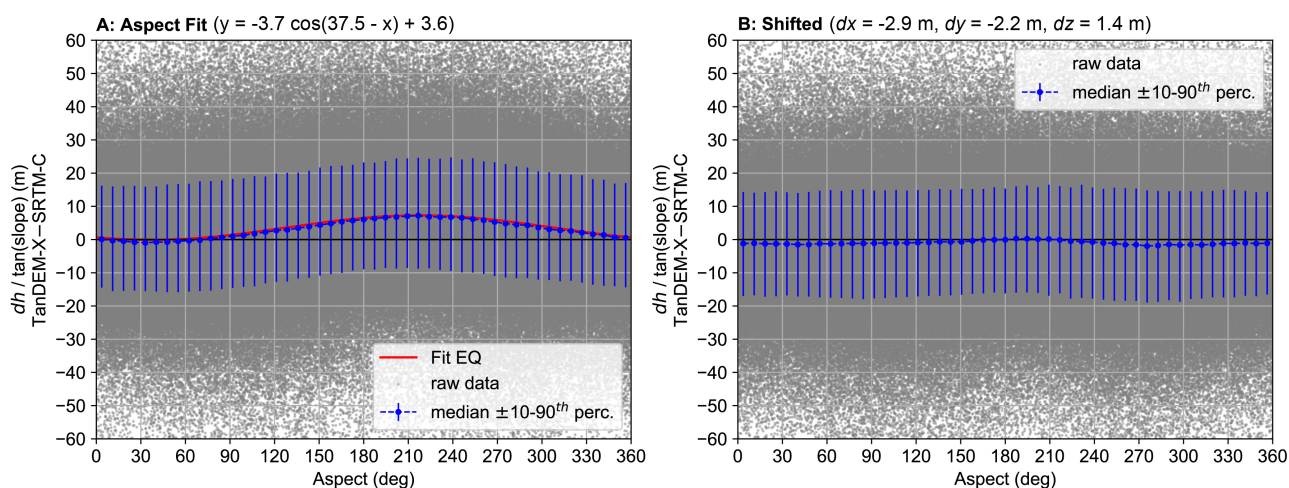 A: Aspect Fit (y = -3.7 cos(37.5 - x) + 3.6)
60
50
40
30
20
10
0
−10
−20
−30
−40
−50
−60
dh / tan(slope) (m)
TanDEM-X−SRTM-C
Fit EQ
raw data
median ±10-90th perc.
0 30 60 90 120 150 180 210 240 270 300 330 360
Aspect (deg)
B: Shifted (dx = -2.9 m, dy = -2.2 m, dz = 1.4 m)
60
50
40
30
20
10
0
−10
−20
−30
−40
−50
−60
dh / tan(slope) (m)
TanDEM-X−SRTM-C
raw data
median ±10-90th perc.
0 30 60 90 120 150 180 210 240 270 300 330 360
Aspect (deg)